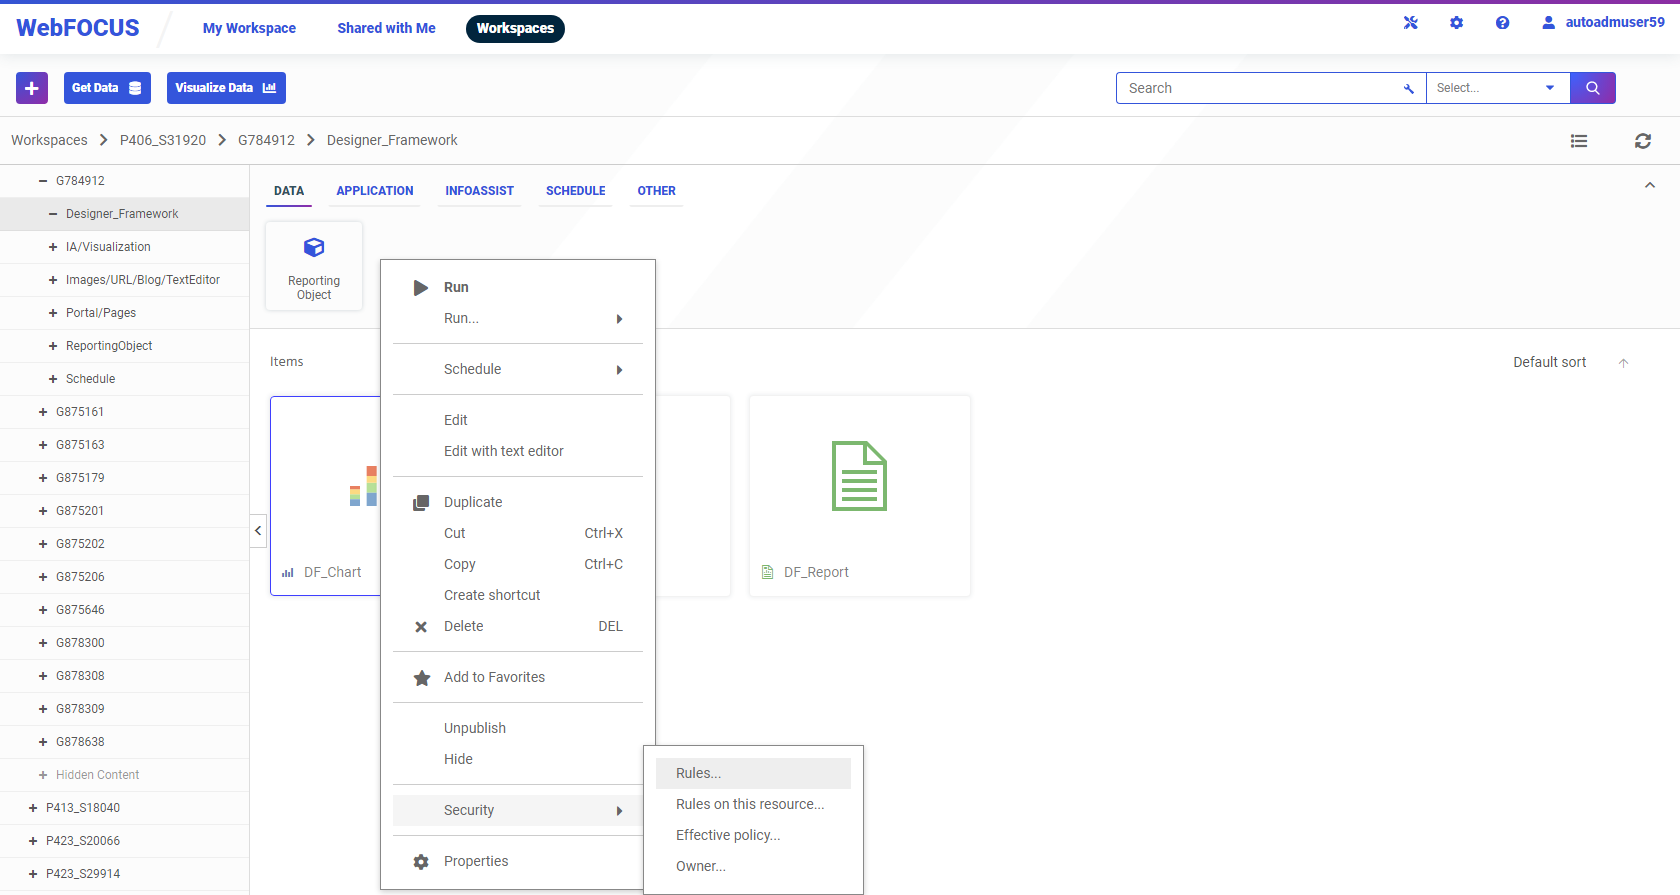 WebFOCUS
My Workspace
Shared with Me
Workspaces
autoadmuser59
Get Data
Visualize Data
Search
Select...
Workspaces
P406_S31920
G784912
Designer_Framework
G784912
Designer_Framework
IA/Visualization
Images/URL/Blog/TextEditor
Portal/Pages
ReportingObject
Schedule
G875161
G875163
G875179
G875201
G875202
G875206
G875646
G878300
G878308
G878309
G878638
Hidden Content
P413_S18040
P423_S20066
P423_S29914
DATA
APPLICATION
INFOASSIST
SCHEDULE
OTHER
Reporting
Object
Items
Default sort
DF_Chart
DF_Report
Run
Run...
Schedule
Edit
Edit with text editor
Duplicate
Cut Ctrl+X
Copy Ctrl+C
Create shortcut
Delete DEL
Add to Favorites
Unpublish
Hide
Security
Properties
Rules...
Rules on this resource...
Effective policy...
Owner...